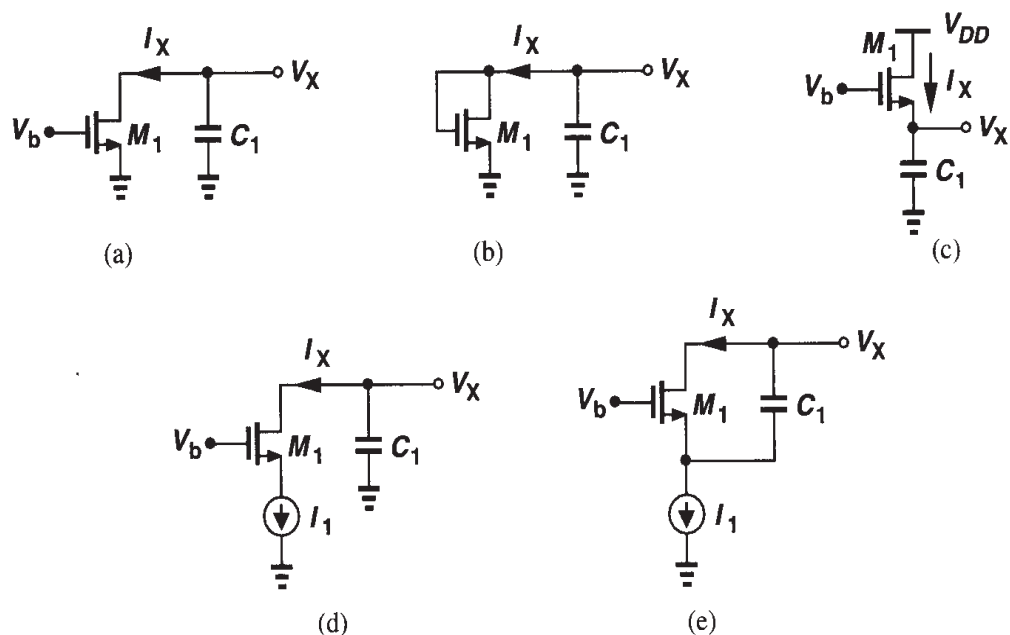 I_X
V_X
V_b
M_1
C_1
(a)
I_X
V_X
M_1
C_1
(b)
V_DD
M_1
V_b
I_X
V_X
C_1
(c)
I_X
V_X
V_b
M_1
C_1
I_1
(d)
I_X
V_X
V_b
M_1
C_1
I_1
(e)